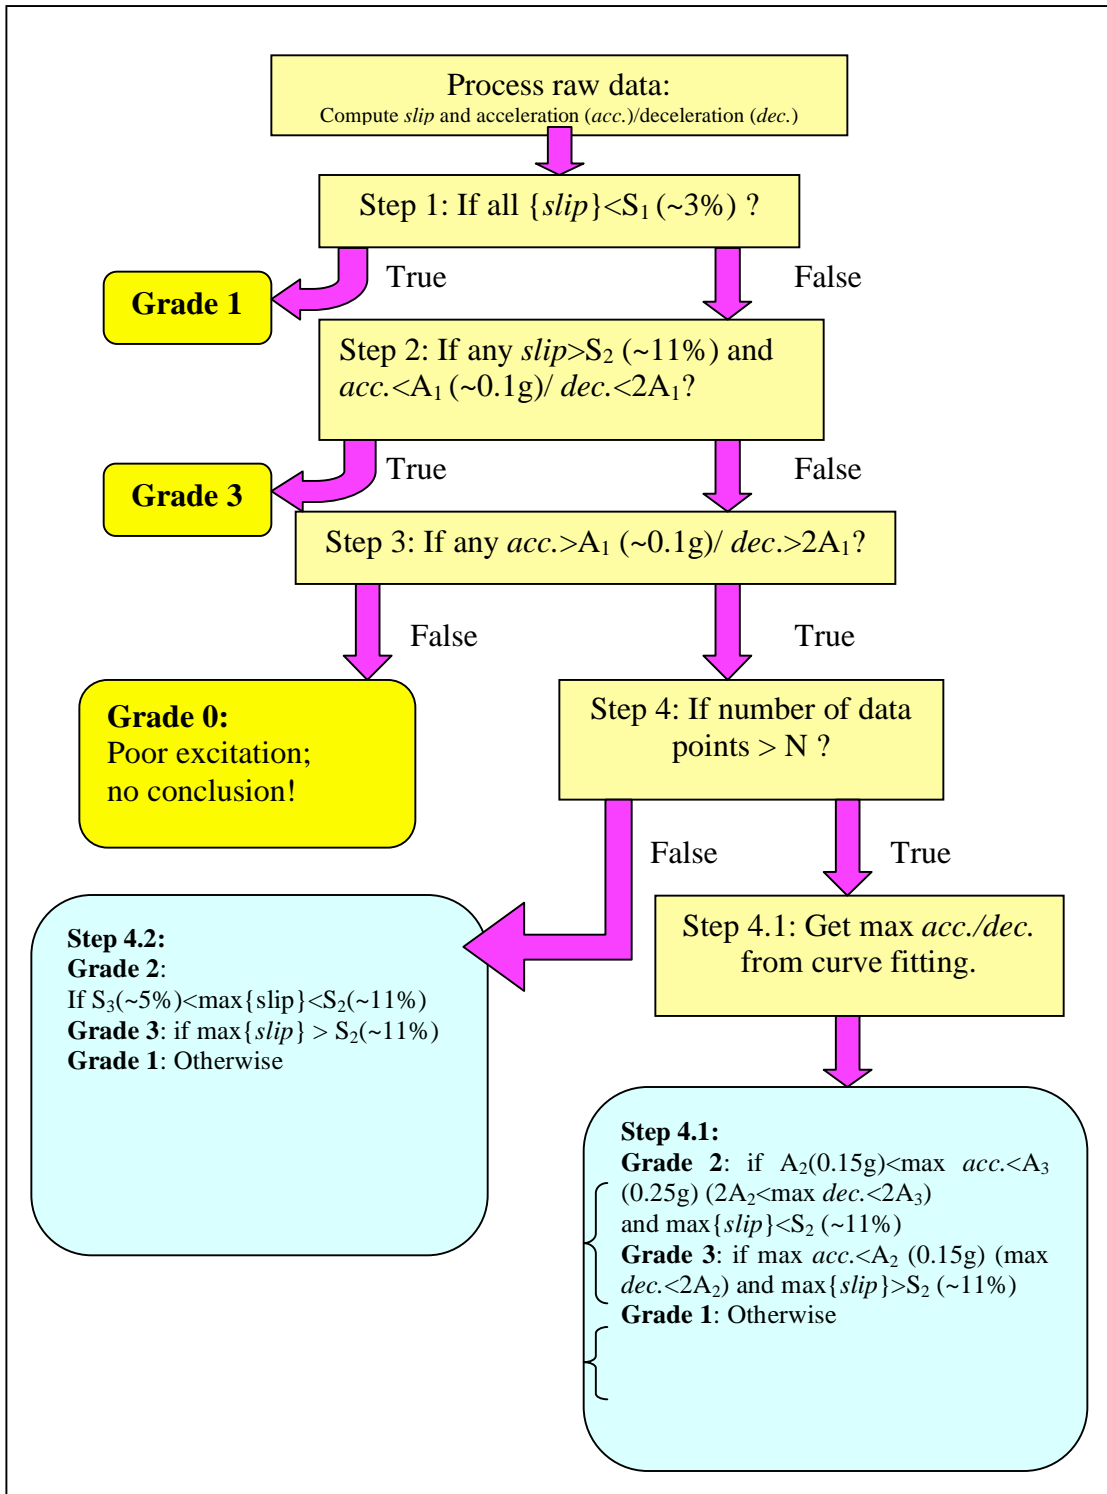 Process raw data:
Compute slip and acceleration (acc.)/deceleration (dec.)
Step 1: If all {slip}<S₁ (~3%) ?
True
False
Grade 1
Step 2: If any slip>S₂ (~11%) and
acc.<A₁ (~0.1g)/ dec.<2A₁?
True
False
Grade 3
Step 3: If any acc.>A₁ (~0.1g)/ dec.>2A₁?
False
True
Grade 0:
Poor excitation;
no conclusion!
Step 4: If number of data
points > N ?
False
True
Step 4.2:
Grade 2:
If S₃(~5%)<max{slip}<S₂(~11%)
Grade 3: if max{slip} > S₂(~11%)
Grade 1: Otherwise
Step 4.1: Get max acc./dec.
from curve fitting.
Step 4.1:
Grade 2: if A₂(0.15g)<max acc.<A₃
(0.25g) (2A₂<max dec.<2A₃)
and max{slip}<S₂ (~11%)
Grade 3: if max acc.<A₂ (0.15g) (max
dec.<2A₂) and max{slip}>S₂ (~11%)
Grade 1: Otherwise